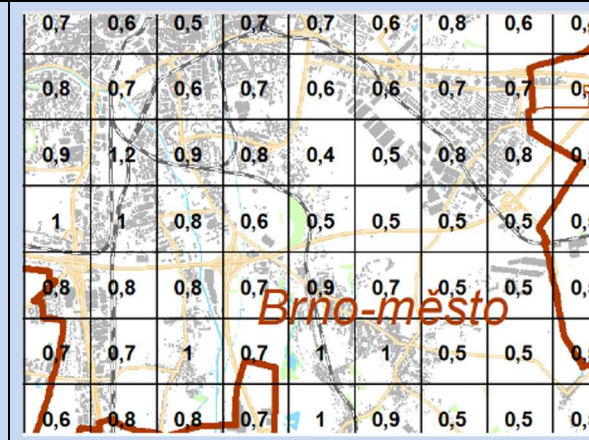 0,7 0,6 0,5 0,7 0,7 0,6 0,8 0,6
0,8 0,7 0,6 0,7 0,6 0,6 0,7 0,7
0,9 1,2 0,9 0,8 0,4 0,5 0,8 0,8
1 1 0,8 0,6 0,5 0,5 0,5 0,5
0,8 0,8 0,8 0,7 0,9 0,7 0,5 0,5
Brno-město
0,7 0,7 1 0,7 1 1 0,5 0,5
0,6 0,8 0,8 0,7 1 0,9 0,5 0,5